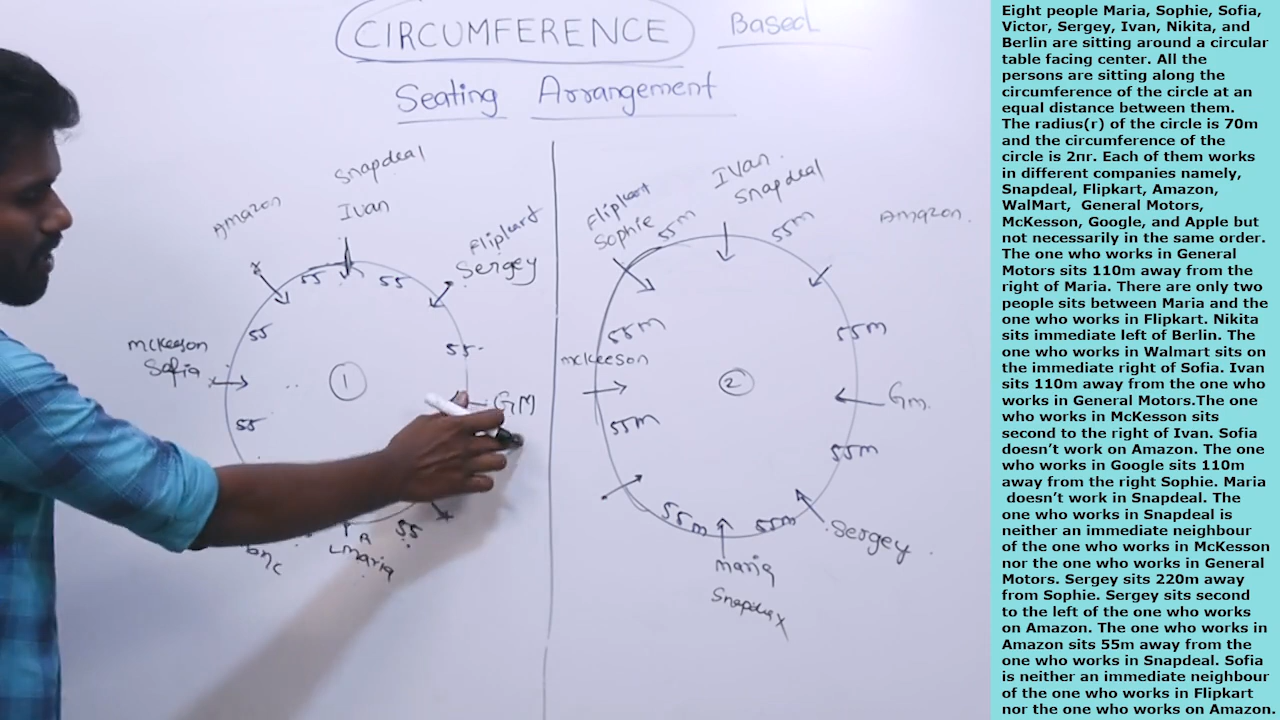 CIRCUMFERENCE Based
Seating Arrangement
Snapdeal
Amazon
Ivan
Flipkart
Sergey
55
55
55
55
McKesson
Sofia
1
GM
55
55
Maria
Ivan
Snapdeal
Flipkart
Sophie
55m
55m
Amazon.
55m
55m
McKesson
2
Gm.
55m
55m
55m
55m
Sergey
Maria
Snapdeal x
Eight people Maria, Sophie, Sofia,
Victor, Sergey, Ivan, Nikita, and
Berlin are sitting around a circular
table facing center. All the
persons are sitting along the
circumference of the circle at an
equal distance between them.
The radius(r) of the circle is 70m
and the circumference of the
circle is 2πr. Each of them works
in different companies namely,
Snapdeal, Flipkart, Amazon,
WalMart, General Motors,
McKesson, Google, and Apple but
not necessarily in the same order.
The one who works in General
Motors sits 110m away from the
right of Maria. There are only two
people sits between Maria and the
one who works in Flipkart. Nikita
sits immediate left of Berlin. The
one who works in Walmart sits on
the immediate right of Sofia. Ivan
sits 110m away from the one who
works in General Motors.The one
who works in McKesson sits
second to the right of Ivan. Sofia
doesn't work on Amazon. The one
who works in Google sits 110m
away from the right Sophie. Maria
doesn't work in Snapdeal. The
one who works in Snapdeal is
neither an immediate neighbour
of the one who works in McKesson
nor the one who works in General
Motors. Sergey sits 220m away
from Sophie. Sergey sits second
to the left of the one who works
on Amazon. The one who works in
Amazon sits 55m away from the
one who works in Snapdeal. Sofia
is neither an immediate neighbour
of the one who works in Flipkart
nor the one who works on Amazon.